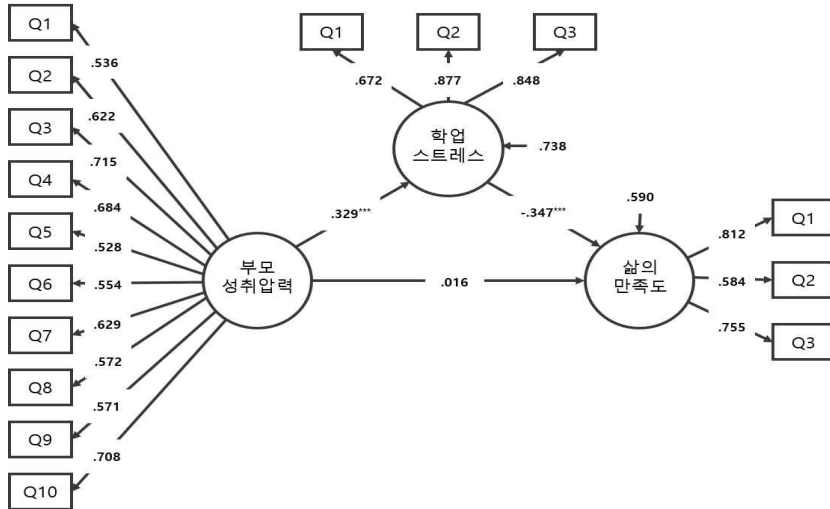 Q1
Q2
Q3
Q4
Q5
Q6
Q7
Q8
Q9
Q10
.536
.622
.715
.684
.528
.554
.629
.572
.571
.708
부모
성취압력
Q1
Q2
Q3
.672
.877
.848
학업
스트레스
.738
.329***
-.347***
.016
.590
삶의
만족도
.812
.584
.755
Q1
Q2
Q3